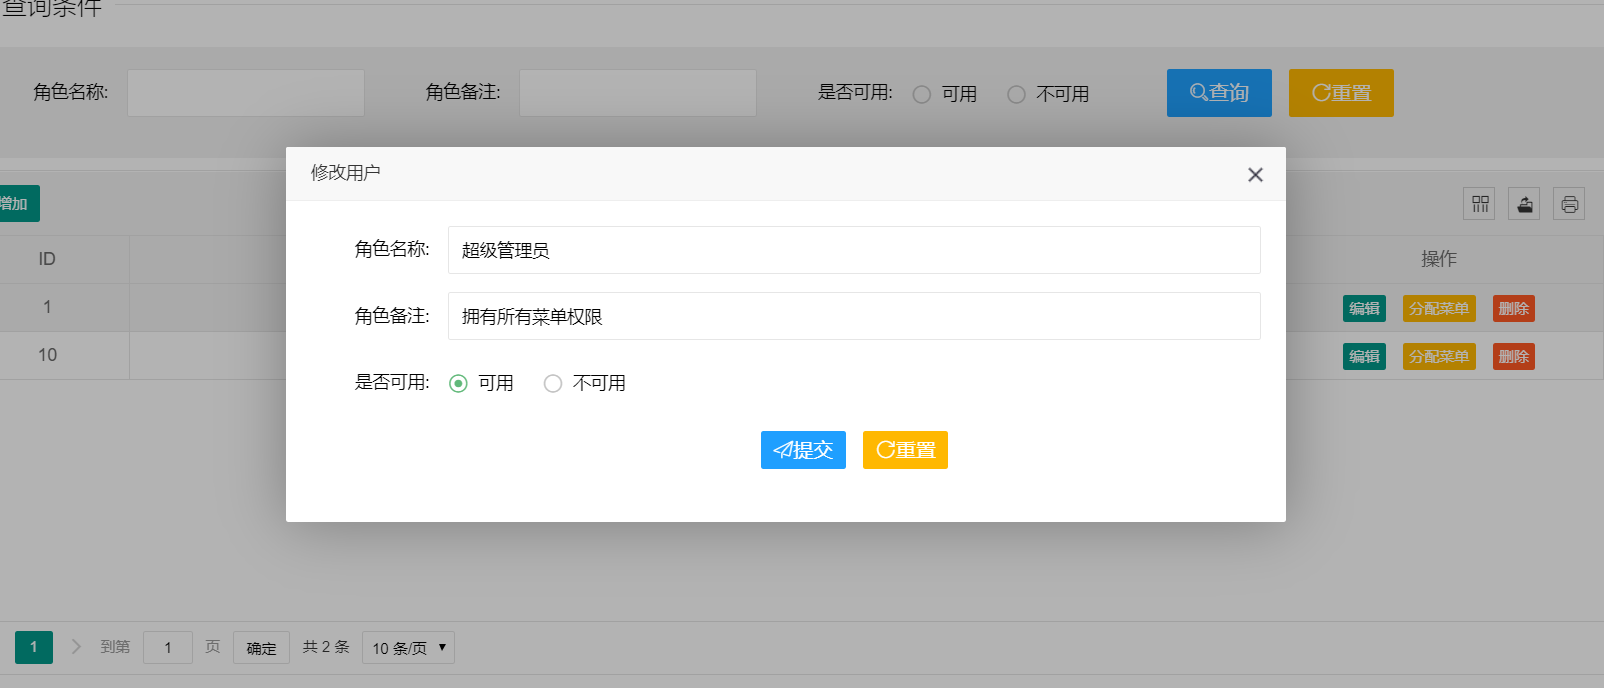 查询条件
角色名称: 角色备注: 是否可用: 可用 不可用 查询 重置
修改用户
增加
角色名称: 超级管理员
ID 操作
1 编辑 分配菜单 删除
角色备注: 拥有所有菜单权限
10 编辑 分配菜单 删除
是否可用: 可用 不可用
提交 重置
1 到第 1 页 确定 共 2 条 10 条/页